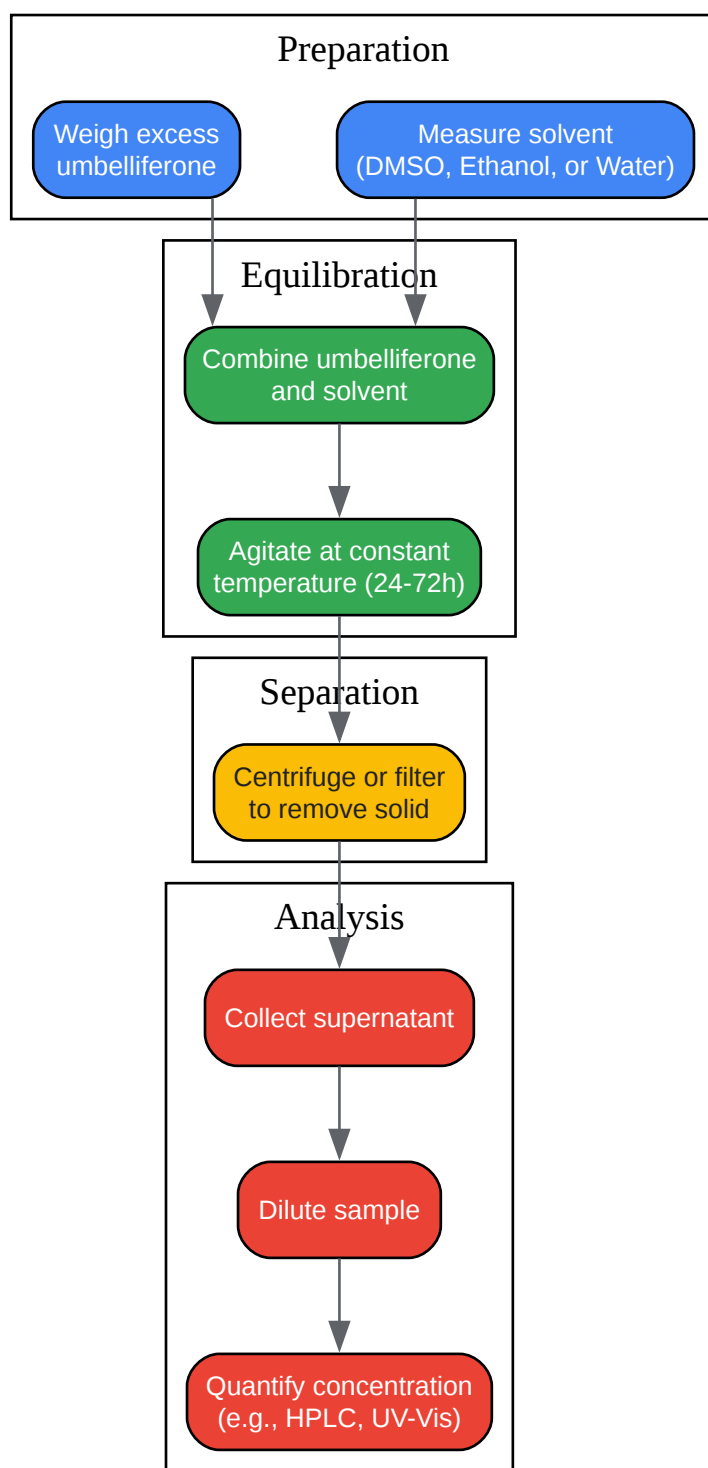 Preparation
Weigh excess
umbelliferone
Measure solvent
(DMSO, Ethanol, or Water)
Equilibration
Combine umbelliferone
and solvent
Agitate at constant
temperature (24-72h)
Separation
Centrifuge or filter
to remove solid
Analysis
Collect supernatant
Dilute sample
Quantify concentration
(e.g., HPLC, UV-Vis)